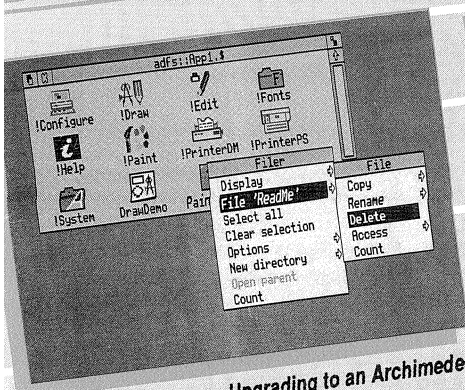 adfs::App1.$
!Configure
!Draw
!Edit
!Fonts
!Help
!Paint
!PrinterDM
!PrinterPS
!System
DrawDemo
Pain
Filer
Display
File 'ReadMe'
Select all
Clear selection
Options
New directory
Open parent
Count
File
Copy
Rename
Delete
Access
Count
Upgrading to an Archimede